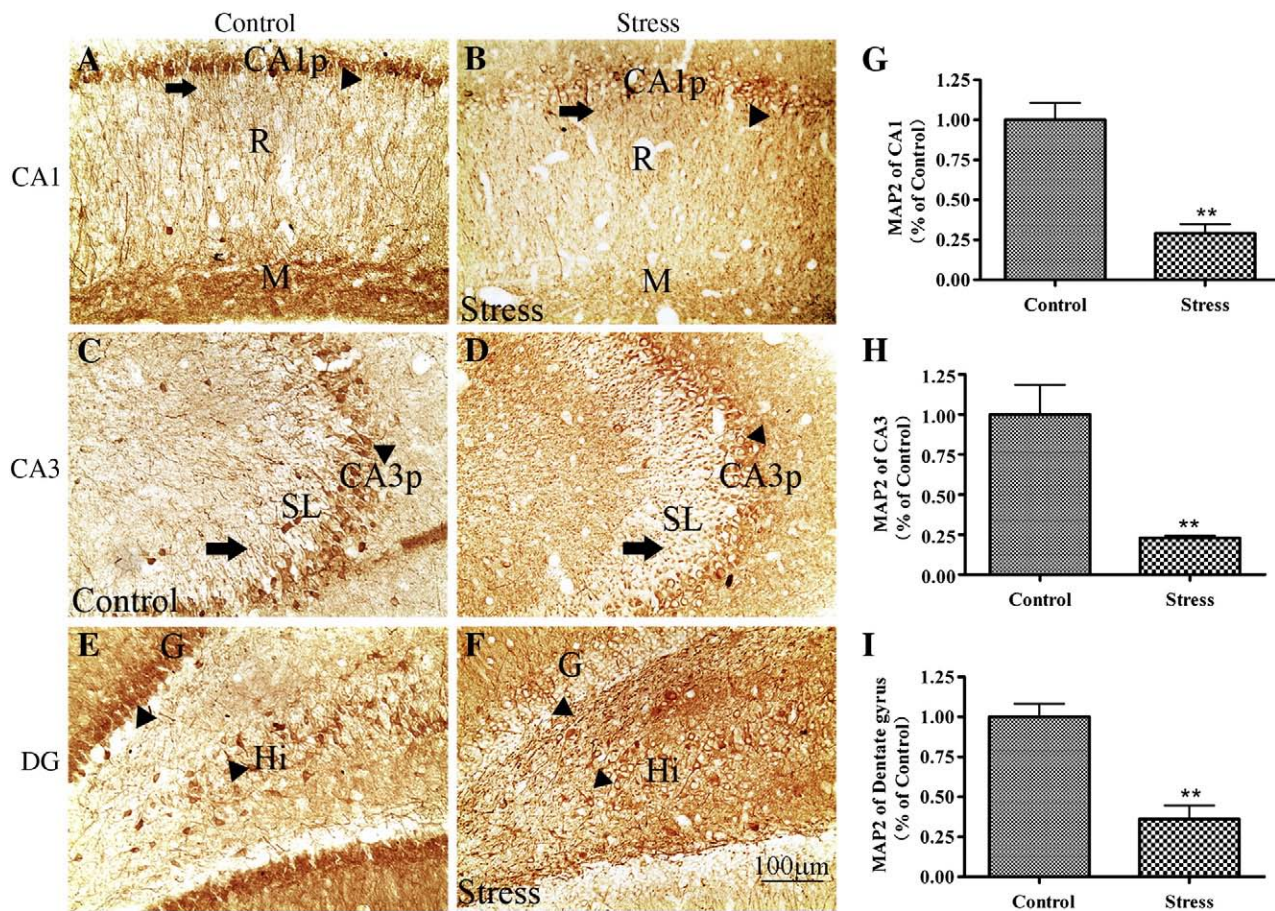 Control
Stress
CA1
A
CA1p
R
M
B
CA1p
R
M
Stress
G
MAP2 of CA1
(% of Control)
1.25
1.00
0.75
0.50
0.25
0.00
**
Control
Stress
CA3
C
CA3p
SL
Control
D
CA3p
SL
H
MAP2 of CA3
(% of Control)
1.25
1.00
0.75
0.50
0.25
0.00
**
Control
Stress
DG
E
G
Hi
F
G
Hi
Stress
100μm
I
MAP2 of Dentate gyrus
(% of Control)
1.25
1.00
0.75
0.50
0.25
0.00
**
Control
Stress